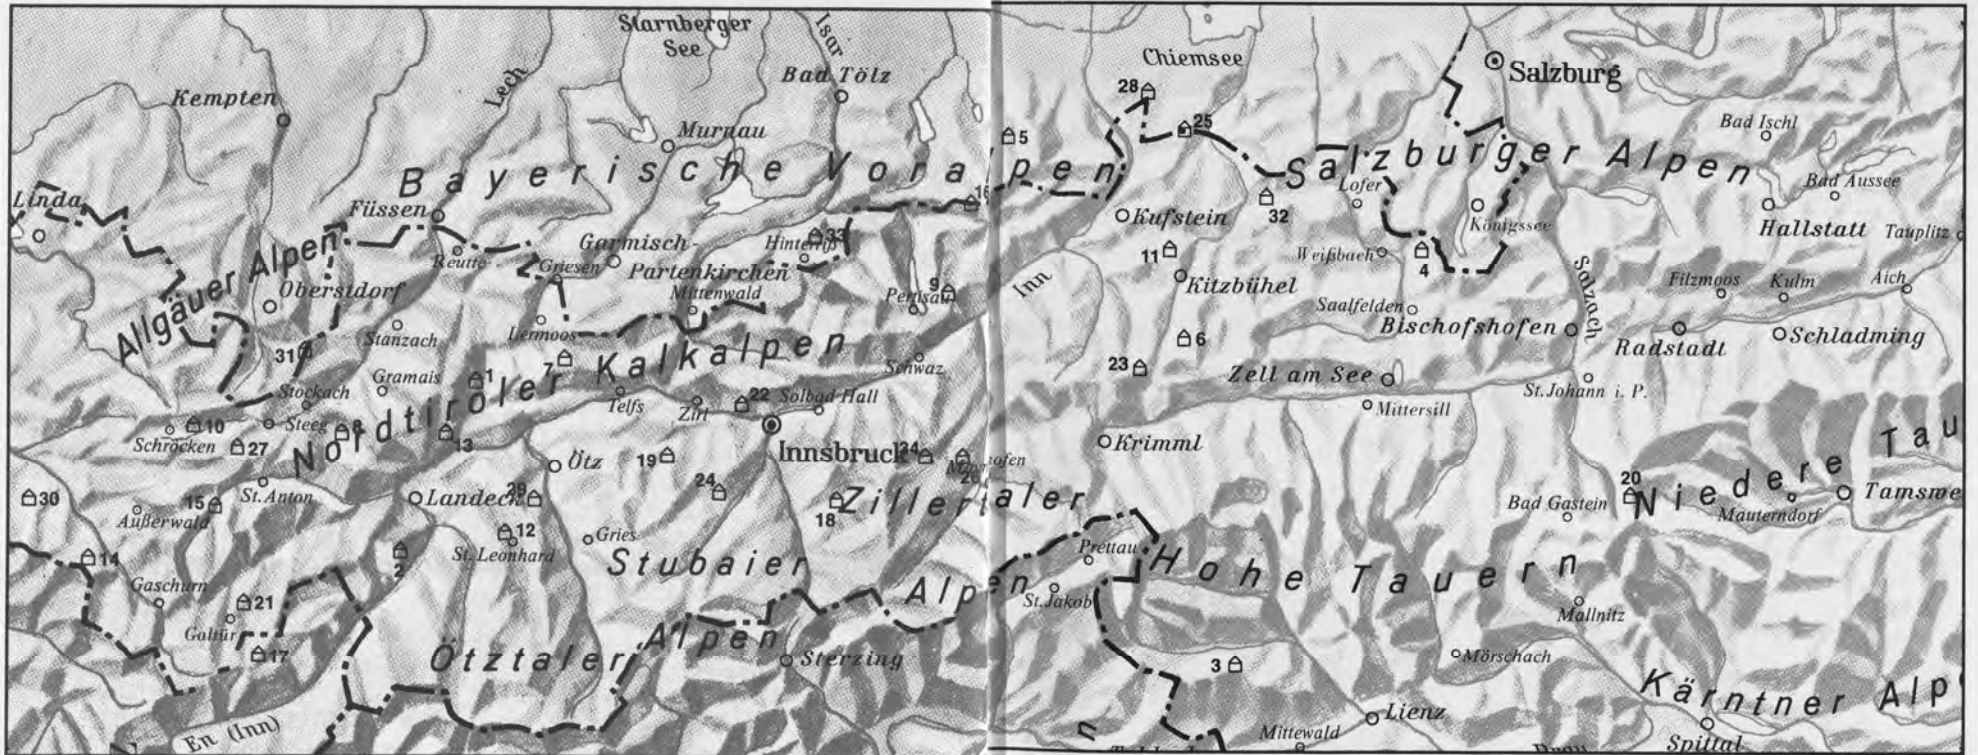 Starnberger
See
Isar
Chiemsee
Salzburg
Lech
Bad Tölz
Kempten
28
Murnau
5
25
Bad Ischl
Bayerische Voralpen
Salzburger Alpen
Linda
Füssen
16
Lofer
32
Bad Aussee
Kufstein
Königssee
Hallstatt
Tauplitz
Allgäuer Alpen
Reutte
Garmisch-
Partenkirchen
Griesen
Hinterriß
33
11
Weißbach
4
Salzach
Inn
Oberstdorf
Mittenwald
9
Pertisau
Kitzbühel
Saalfelden
Filzmoos
Kulm
Aich
Stanzach
Lermoos
Bischofshofen
Radstadt
Schladming
31
7
Nordtiroler Kalkalpen
Schwaz
6
23
Stockach
Gramais
1
Telfs
Zirl
22
Solbad Hall
Zell am See
St. Johann i. P.
Mittersill
10
Schröcken
Steeg
8
27
13
Innsbruck
34
Krimml
Ötz
19
26
St. Anton
30
15
Außerwald
Landeck
29
24
18
Zillertaler
Alpen
20
Bad Gastein
Niedere Tau
Mauterndorf
Tamswe
12
St. Leonhard
Gries
Stubaier
Alpen
Prettau
Hohe Tauern
14
2
Gaschurn
21
Galtür
17
St. Jakob
Mallnitz
Ötztaler
Sterzing
3
Mörschach
Kärntner Alp
En (Inn)
Lienz
Mittewald
Spittal